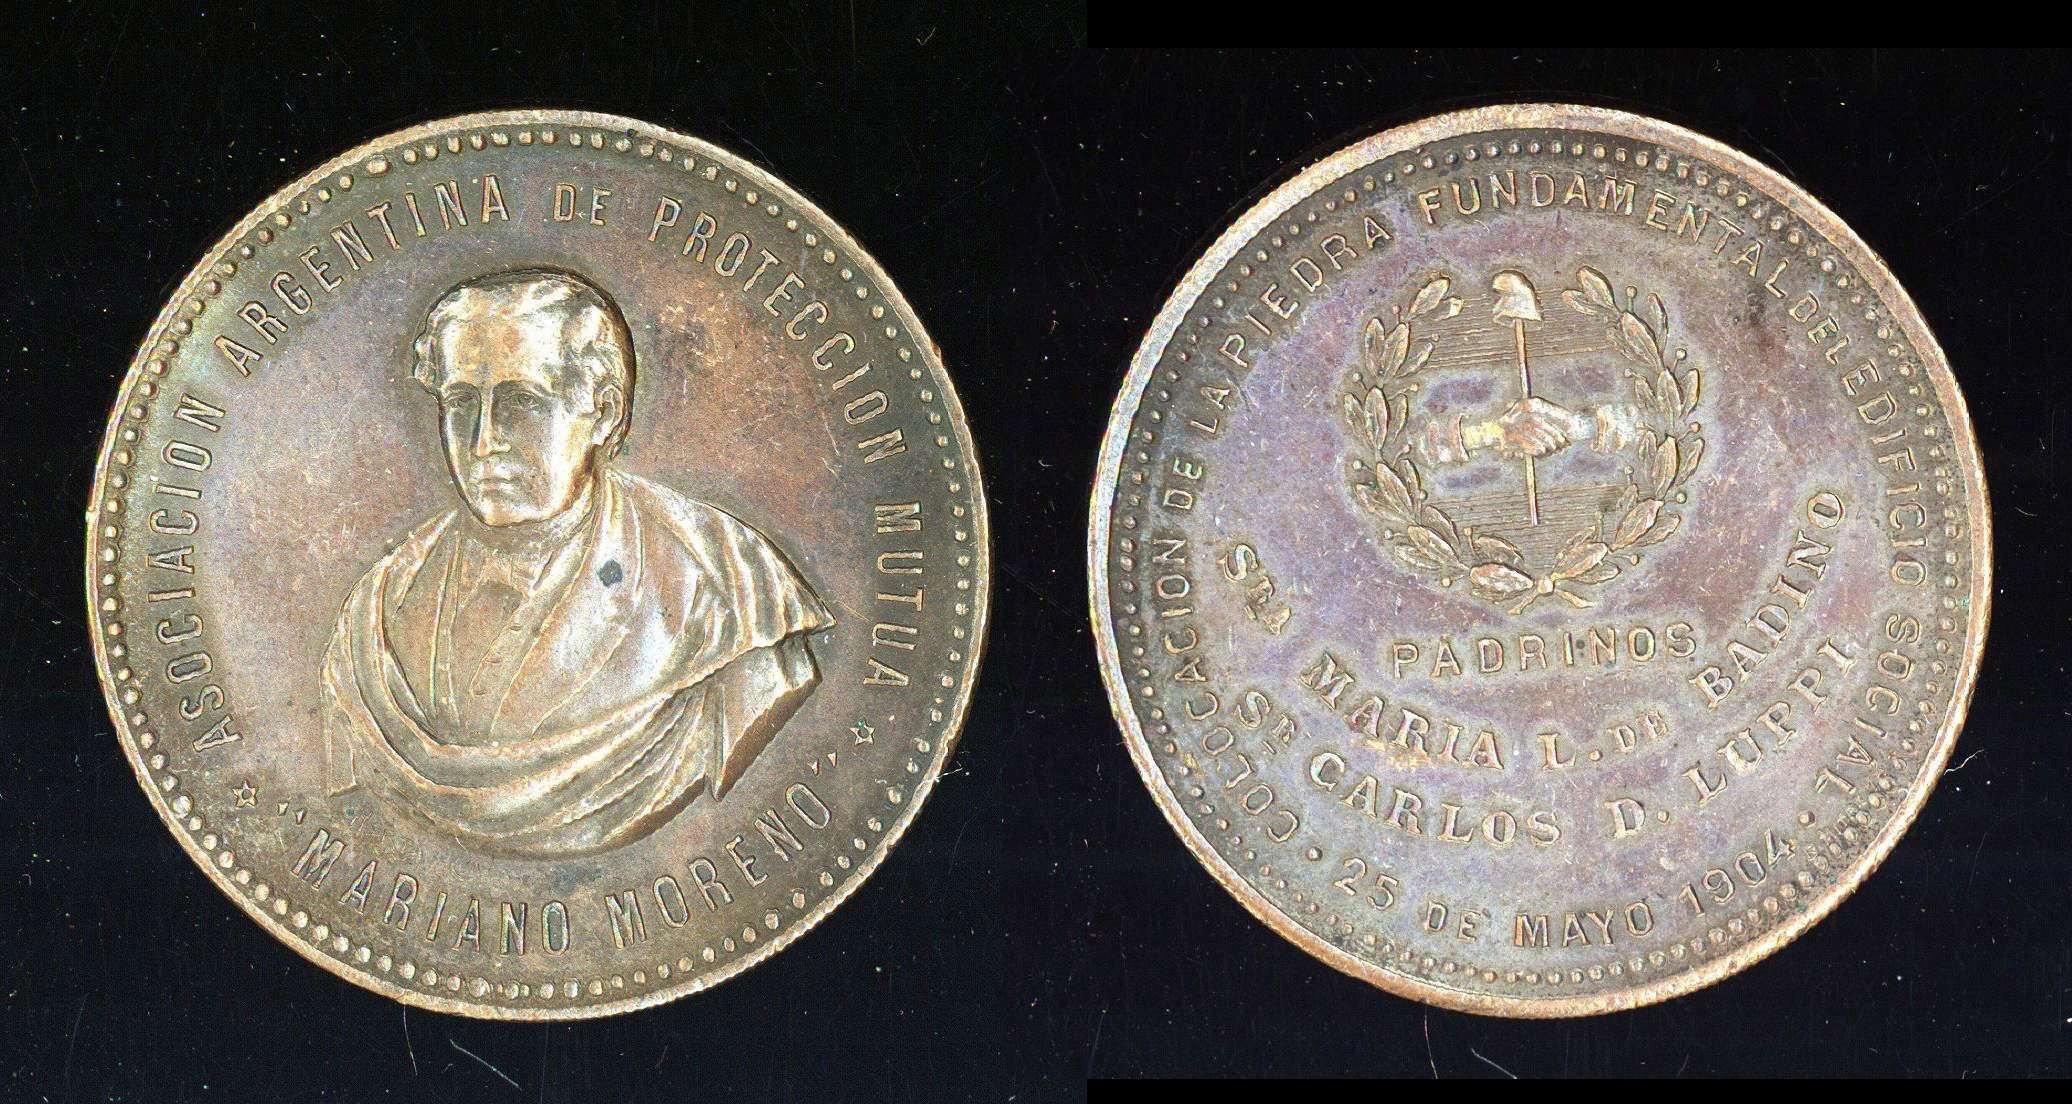 ASOCIACION ARGENTINA DE PROTECCION MUTUA
"MARIANO MORENO"
COLOCACION DE LA PIEDRA FUNDAMENTAL DEL EDIFICIO SOCIAL
PADRINOS
STA MARIA L. DE BADINO
SR. CARLOS D. LUPPI
25 DE MAYO 1904